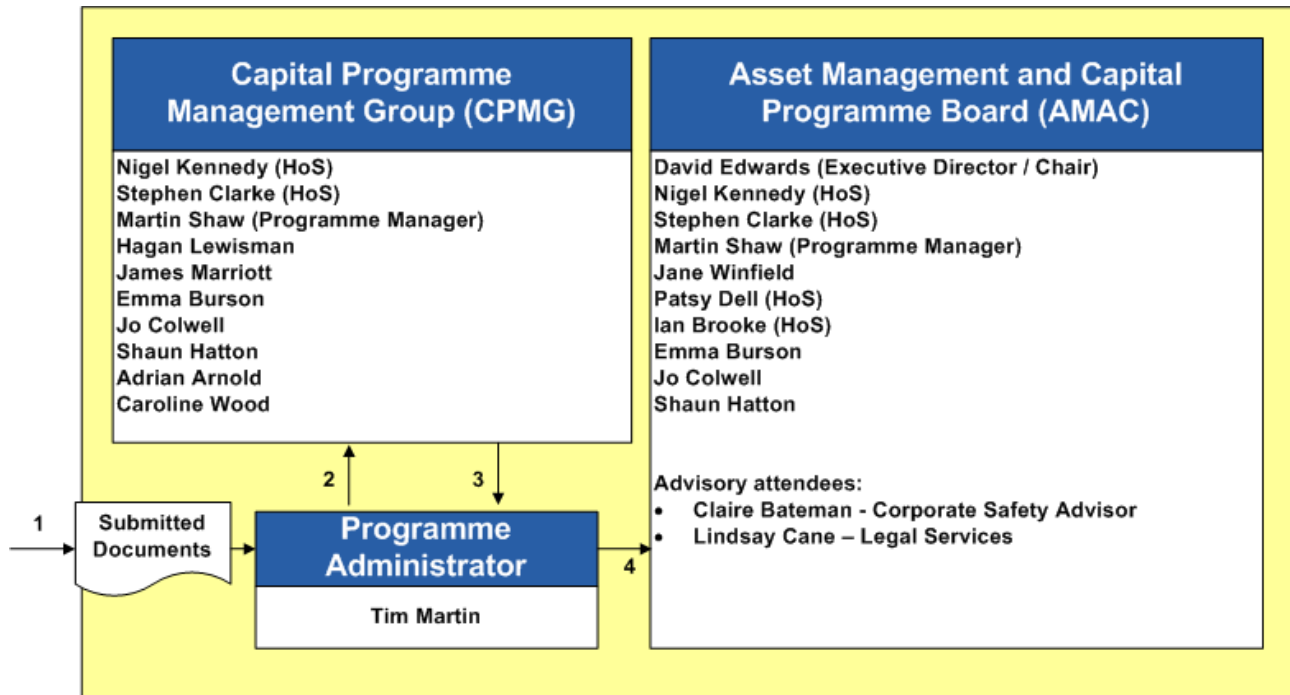 Capital Programme
Management Group (CPMG)
Nigel Kennedy (HoS)
Stephen Clarke (HoS)
Martin Shaw (Programme Manager)
Hagan Lewisman
James Marriott
Emma Burson
Jo Colwell
Shaun Hatton
Adrian Arnold
Caroline Wood
Asset Management and Capital
Programme Board (AMAC)
David Edwards (Executive Director / Chair)
Nigel Kennedy (HoS)
Stephen Clarke (HoS)
Martin Shaw (Programme Manager)
Jane Winfield
Patsy Dell (HoS)
Ian Brooke (HoS)
Emma Burson
Jo Colwell
Shaun Hatton
Advisory attendees:
• Claire Bateman - Corporate Safety Advisor
• Lindsay Cane – Legal Services
2
3
1
Submitted
Documents
Programme
Administrator
Tim Martin
4